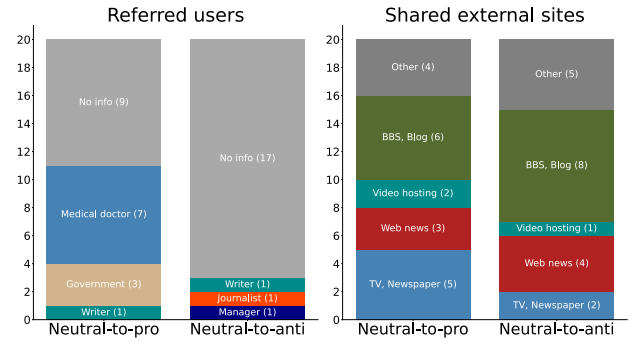 Referred users
Shared external sites
20
18
16
14
12
10
8
6
4
2
0
No info (9)
Medical doctor (7)
Government (3)
Writer (1)
No info (17)
Writer (1)
Journalist (1)
Manager (1)
Neutral-to-pro
Neutral-to-anti
20
18
16
14
12
10
8
6
4
2
0
Other (4)
BBS, Blog (6)
Video hosting (2)
Web news (3)
TV, Newspaper (5)
Other (5)
BBS, Blog (8)
Video hosting (1)
Web news (4)
TV, Newspaper (2)
Neutral-to-pro
Neutral-to-anti